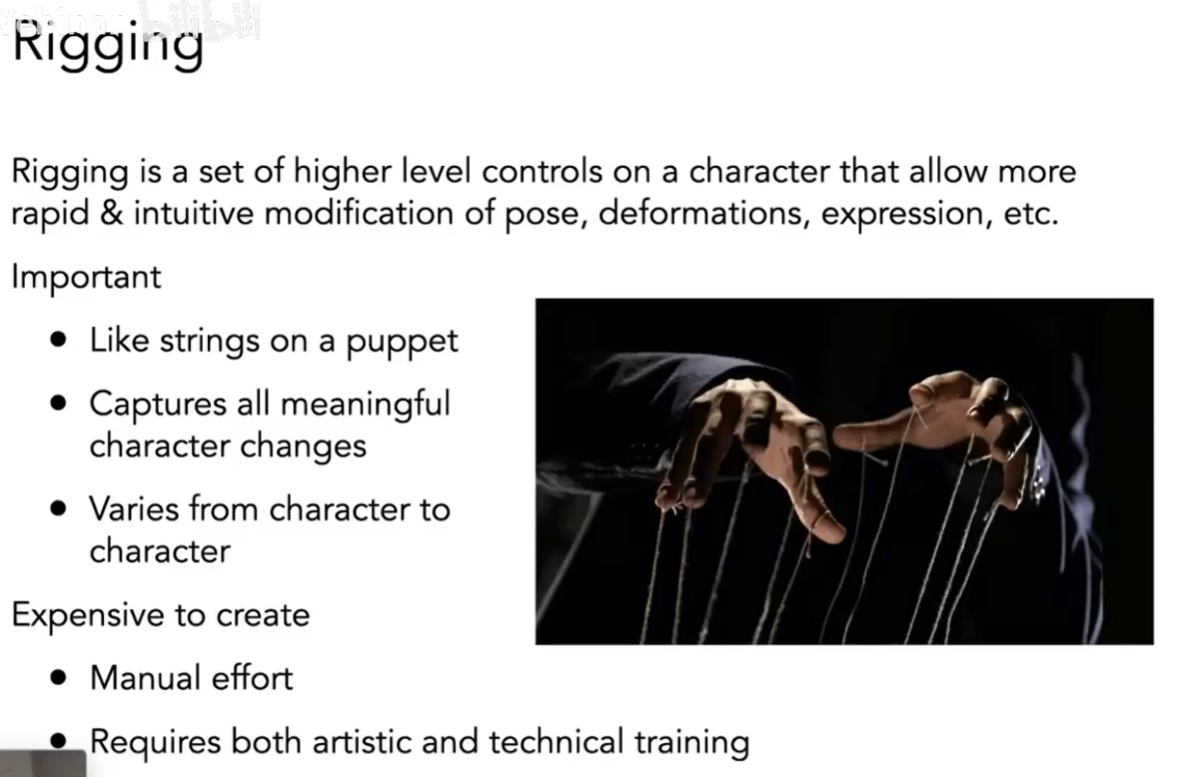 Rigging
Rigging is a set of higher level controls on a character that allow more
rapid & intuitive modification of pose, deformations, expression, etc.
Important
● Like strings on a puppet
● Captures all meaningful
character changes
● Varies from character to
character
Expensive to create
● Manual effort
● Requires both artistic and technical training